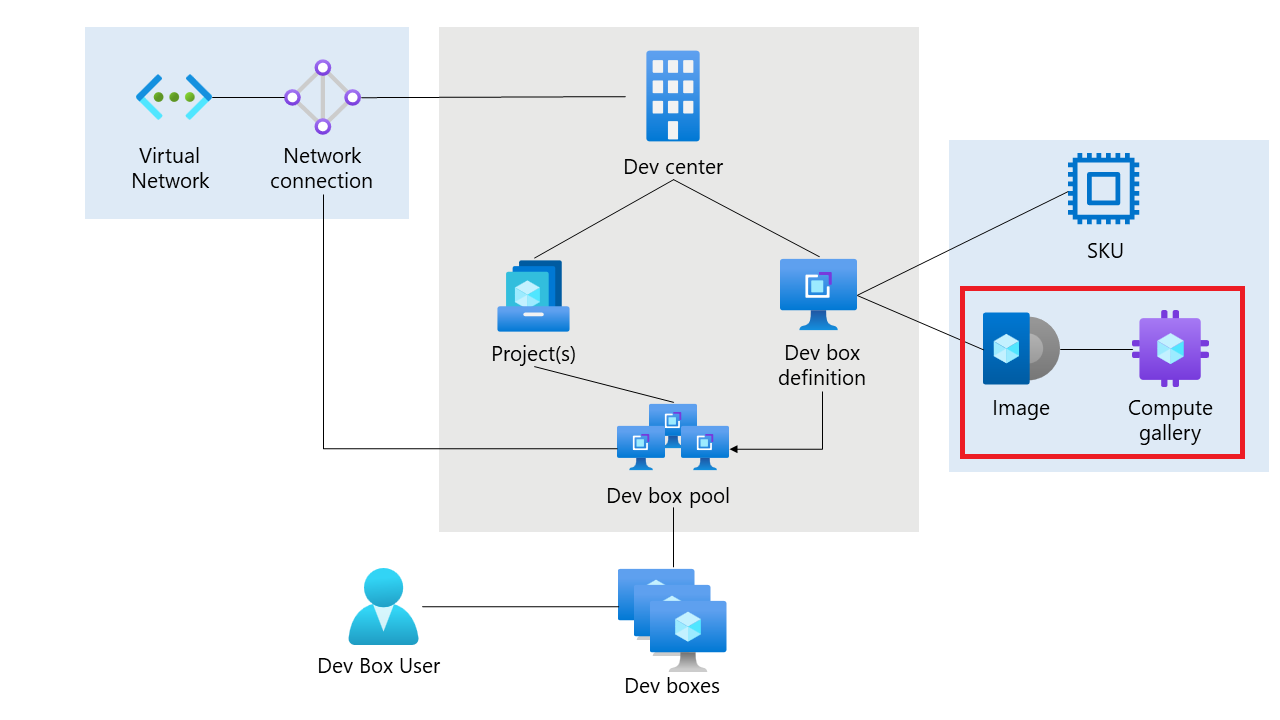 Virtual
Network
Network
connection
Dev center
SKU
Project(s)
Dev box
definition
Image
Compute
gallery
Dev box pool
Dev Box User
Dev boxes